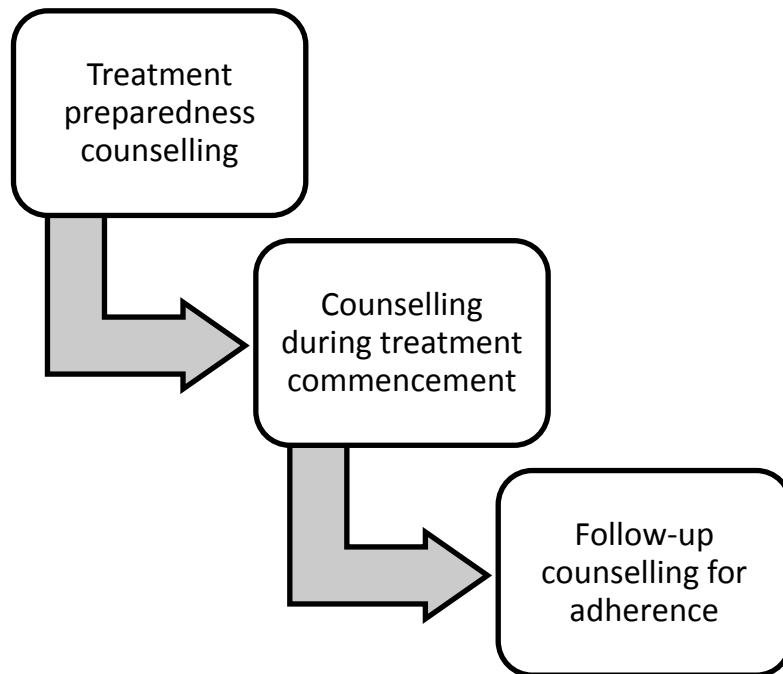 Treatment
preparedness
counselling
Counselling
during treatment
commencement
Follow-up
counselling for
adherence